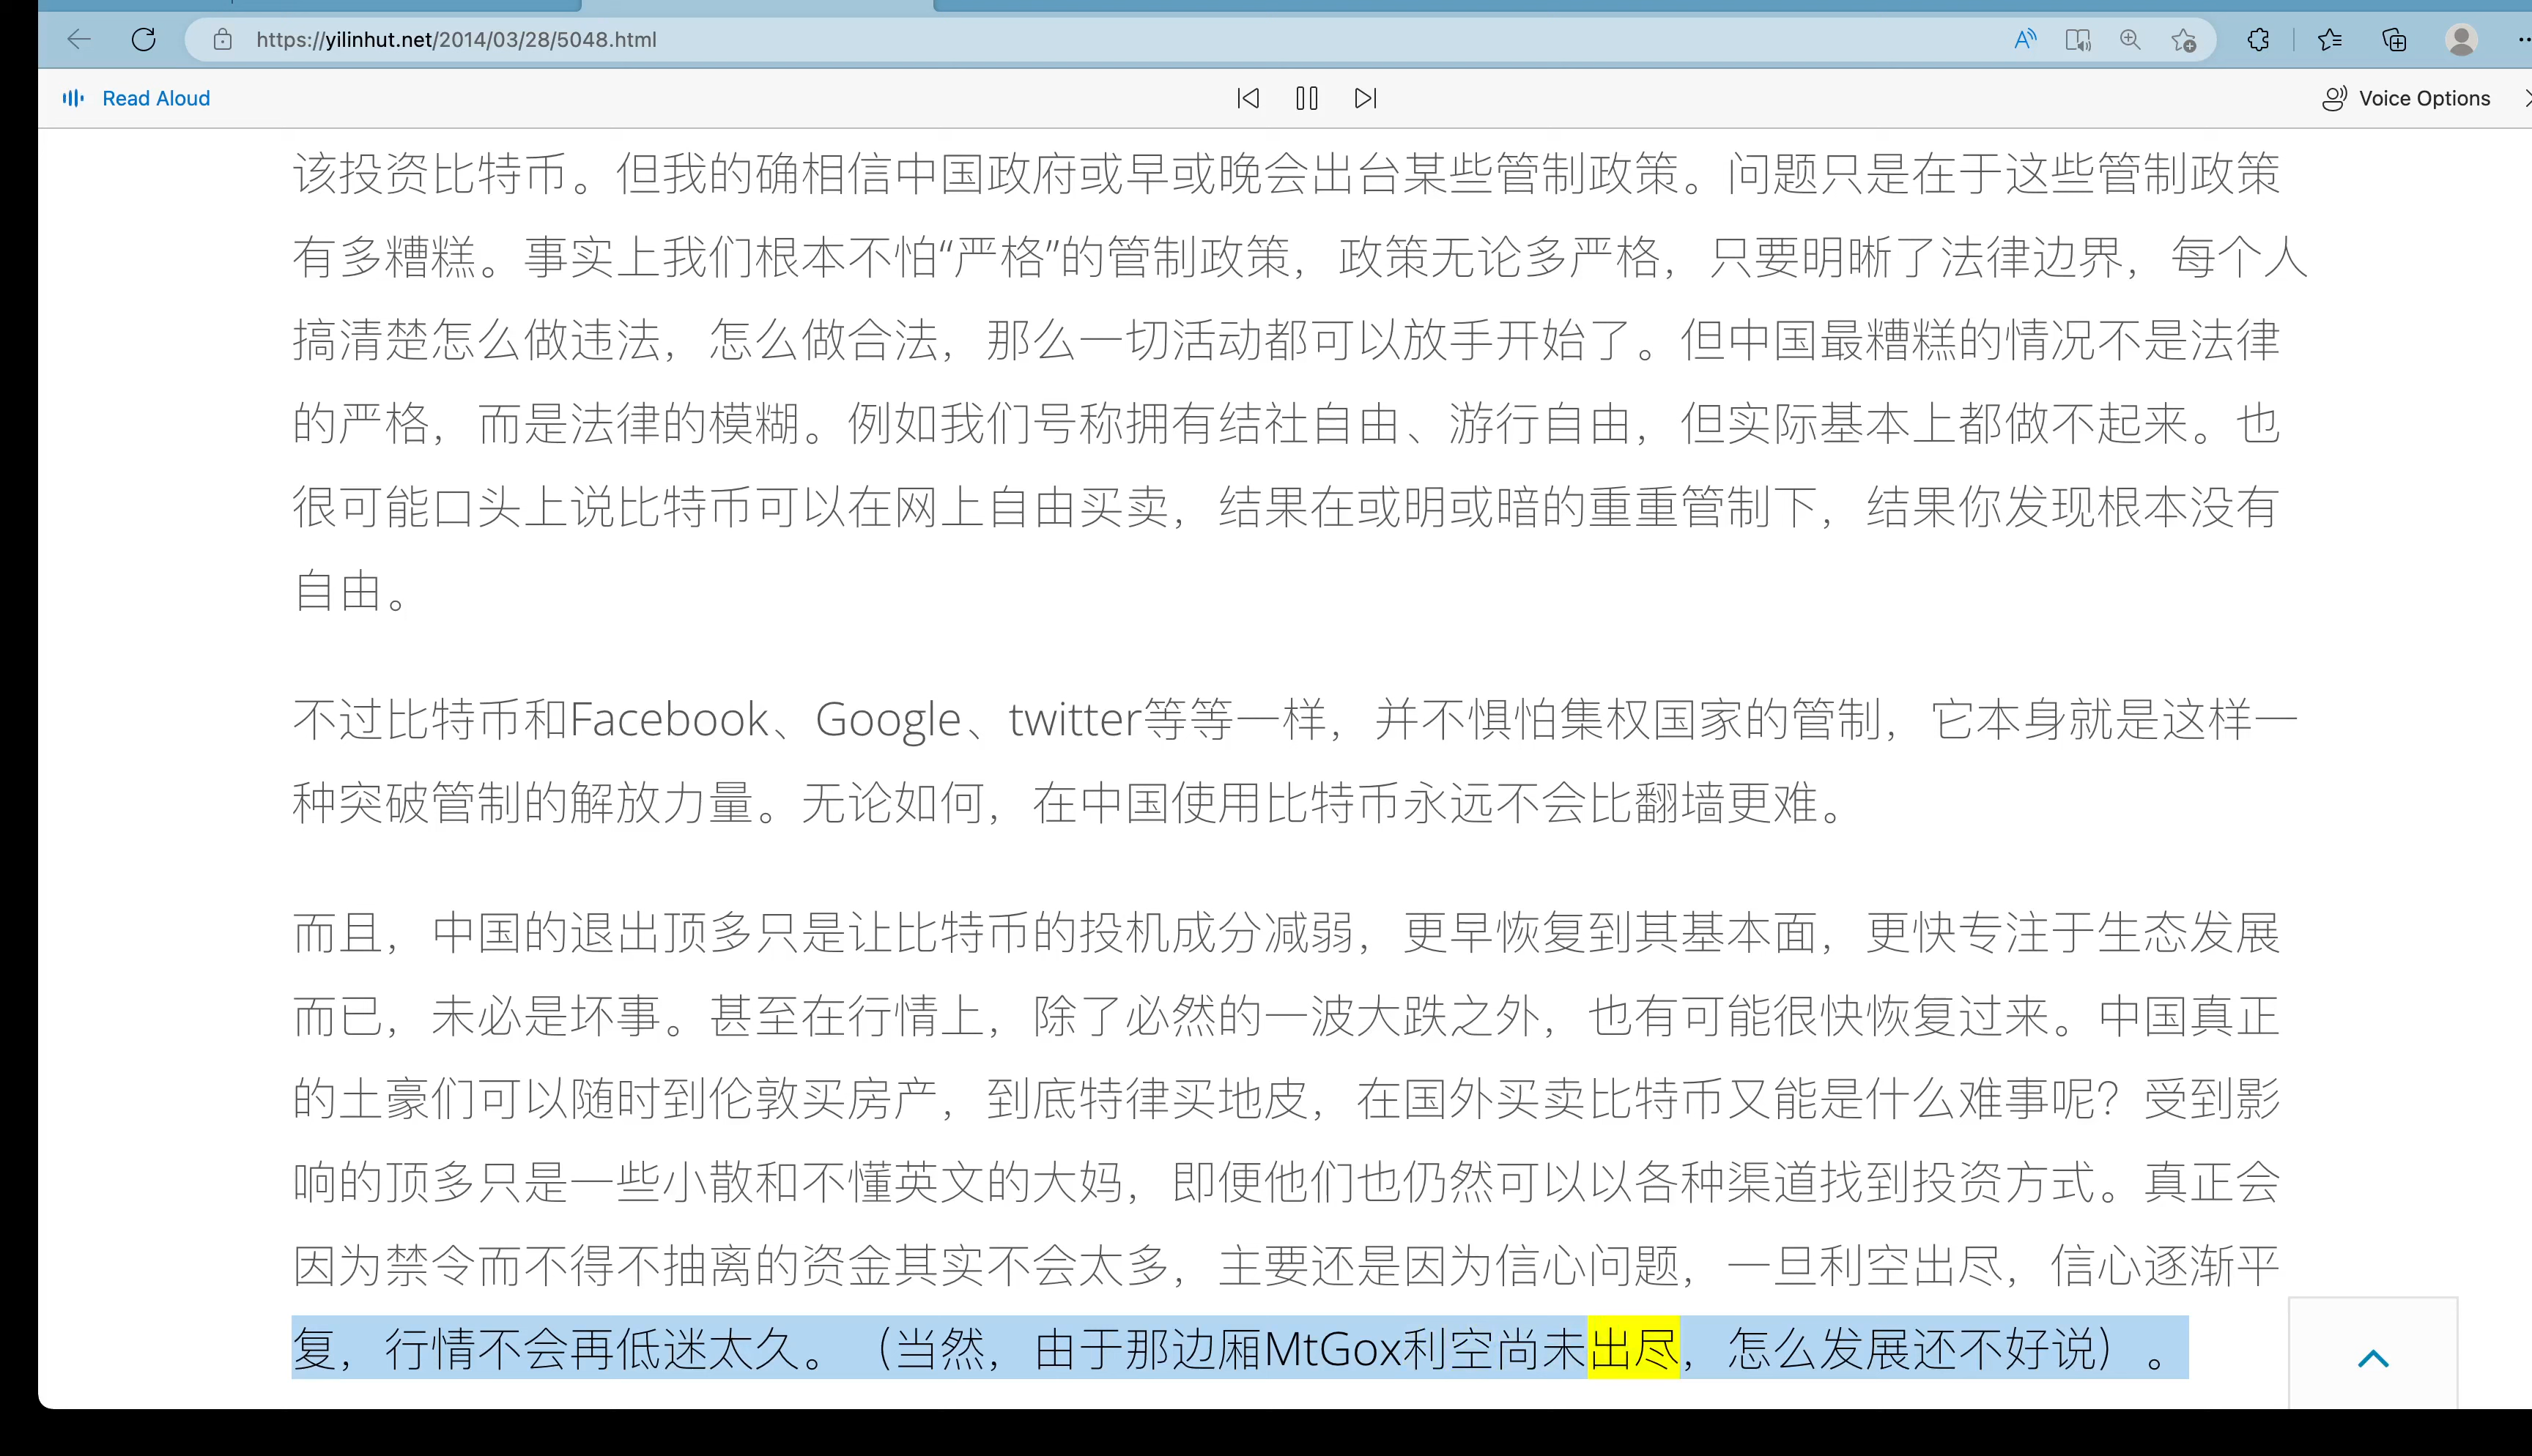 https://yilinhut.net/2014/03/28/5048.html
Read Aloud
Voice Options
该投资比特币。但我的确相信中国政府或早或晚会出台某些管制政策。问题只是在于这些管制政策
有多糟糕。事实上我们根本不怕“严格”的管制政策，政策无论多严格，只要明晰了法律边界，每个人
搞清楚怎么做违法，怎么做合法，那么一切活动都可以放手开始了。但中国最糟糕的情况不是法律
的严格，而是法律的模糊。例如我们号称拥有结社自由、游行自由，但实际基本上都做不起来。也
很可能口头上说比特币可以在网上自由买卖，结果在或明或暗的重重管制下，结果你发现根本没有
自由。
不过比特币和Facebook、Google、twitter等等一样，并不惧怕集权国家的管制，它本身就是这样一
种突破管制的解放力量。无论如何，在中国使用比特币永远不会比翻墙更难。
而且，中国的退出顶多只是让比特币的投机成分减弱，更早恢复到其基本面，更快专注于生态发展
而已，未必是坏事。甚至在行情上，除了必然的一波大跌之外，也有可能很快恢复过来。中国真正
的土豪们可以随时到伦敦买房产，到底特律买地皮，在国外买卖比特币又能是什么难事呢？受到影
响的顶多只是一些小散和不懂英文的大妈，即便他们也仍然可以以各种渠道找到投资方式。真正会
因为禁令而不得不抽离的资金其实不会太多，主要还是因为信心问题，一旦利空出尽，信心逐渐平
复，行情不会再低迷太久。（当然，由于那边厢MtGox利空尚未出尽，怎么发展还不好说）。